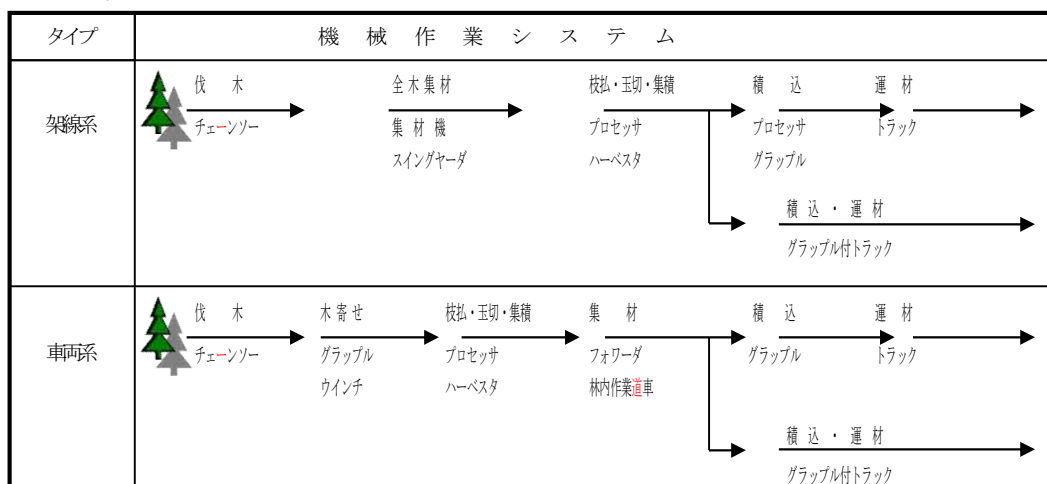 タイプ
機 械 作 業 シ ス テ ム
架線系
伐 木
チェーンソー
全木集材
集 材 機
スイングヤーダ
枝払・玉切・集積
プロセッサ
ハーベスタ
積 込
プロセッサ
グラップル
運 材
トラック
積 込 ・ 運 材
グラップル付トラック
車両系
伐 木
チェーンソー
木 寄 せ
グラップル
ウインチ
枝払・玉切・集積
プロセッサ
ハーベスタ
集 材
フォワーダ
林内作業道車
積 込
グラップル
運 材
トラック
積 込 ・ 運 材
グラップル付トラック